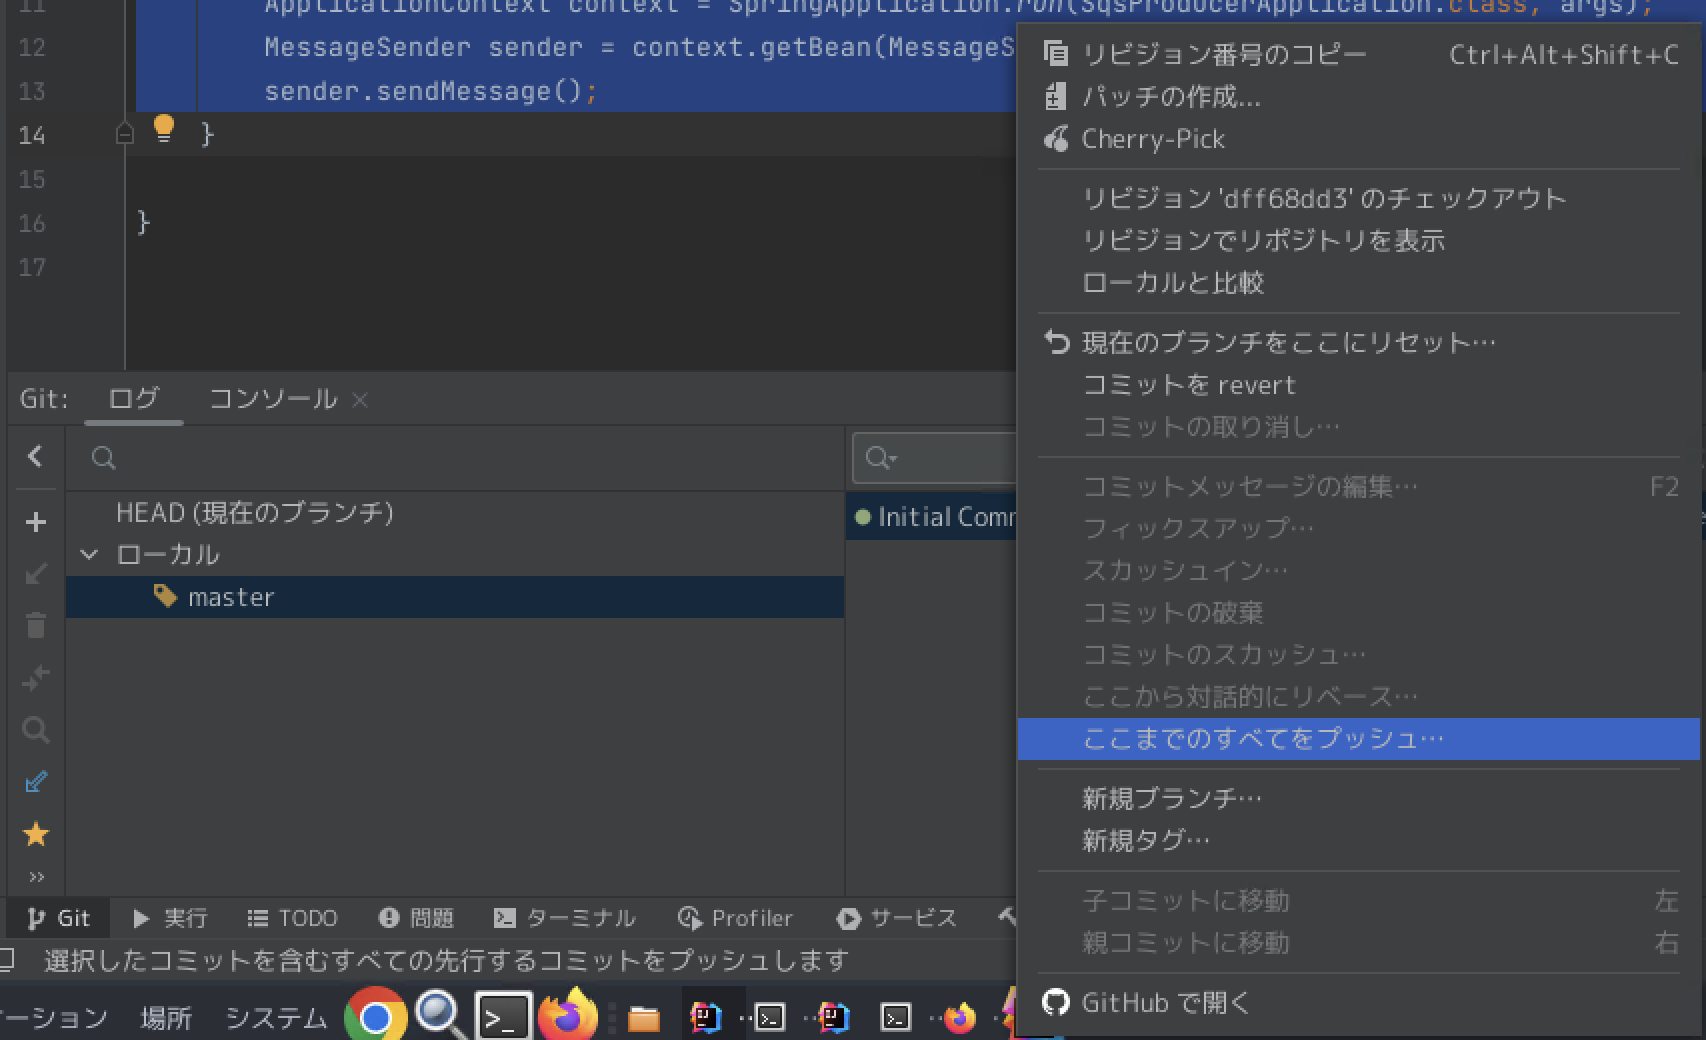 11 ApplicationContext context = SpringApplication.run(SqsProducerApplication.class, args);
12 MessageSender sender = context.getBean(MessageS
13 sender.sendMessage();
14 }
15
16 }
17
Git: ログ コンソール
HEAD (現在のブランチ)
ローカル
master
Initial Comm
Git 実行 TODO 問題 ターミナル Profiler サービス
選択したコミットを含むすべての先行するコミットをプッシュします
ーション 場所 システム
リビジョン番号のコピー Ctrl+Alt+Shift+C
パッチの作成...
Cherry-Pick
リビジョン 'dff68dd3' のチェックアウト
リビジョンでリポジトリを表示
ローカルと比較
現在のブランチをここにリセット…
コミットを revert
コミットの取り消し…
コミットメッセージの編集… F2
フィックスアップ…
スカッシュイン…
コミットの破棄
コミットのスカッシュ…
ここから対話的にリベース…
ここまでのすべてをプッシュ…
新規ブランチ…
新規タグ…
子コミットに移動 左
親コミットに移動 右
GitHub で開く